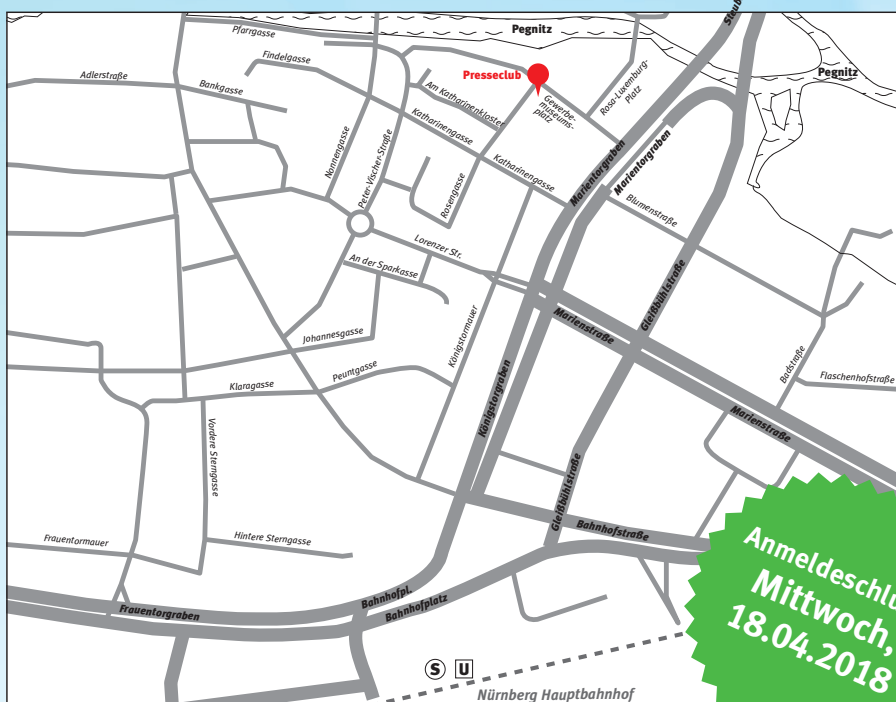 Steub
Pegnitz
Pfarrgasse
Findelgasse
Adlerstraße
Bankgasse
Presseclub
Pegnitz
Am Katharinenkloster
Gewerbe-
museums-
platz
Rosa-Luxemburg-
Platz
Katharinengasse
Nonnengasse
Peter-Vischer-Straße
Katharinengasse
Marientorgraben
Marientorgraben
Rosengasse
Blumenstraße
Lorenzer Str.
An der Sparkasse
Gleißbühlstraße
Königstormauer
Marienstraße
Johannesgasse
Peuntgasse
Klaragasse
Badstraße
Flaschenhofstraße
Königstorgraben
Marienstraße
Vordere Sterngasse
Gleißbühlstraße
Bahnhofstraße
Frauentormauer
Hintere Sterngasse
Bahnhofpl.
Bahnhofplatz
Frauentorgraben
Anmeldeschlu
Mittwoch,
18.04.2018
S U
Nürnberg Hauptbahnhof